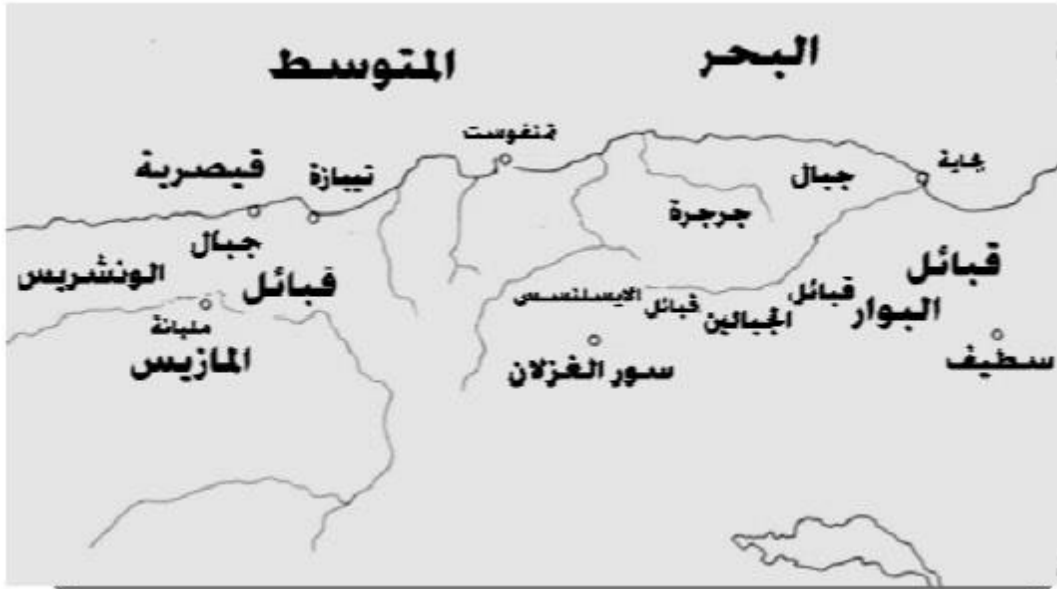 البحر المتوسط
تمنفوست
بجاية
جبال
جرجرة
تيبازة
قيصرية
جبال
الونشريس
قبائل
مليانة
المازيس
قبائل
البوار
قبائل
الجبالين
قبائل
الايسلنسس
سور الغزلان
سطيف